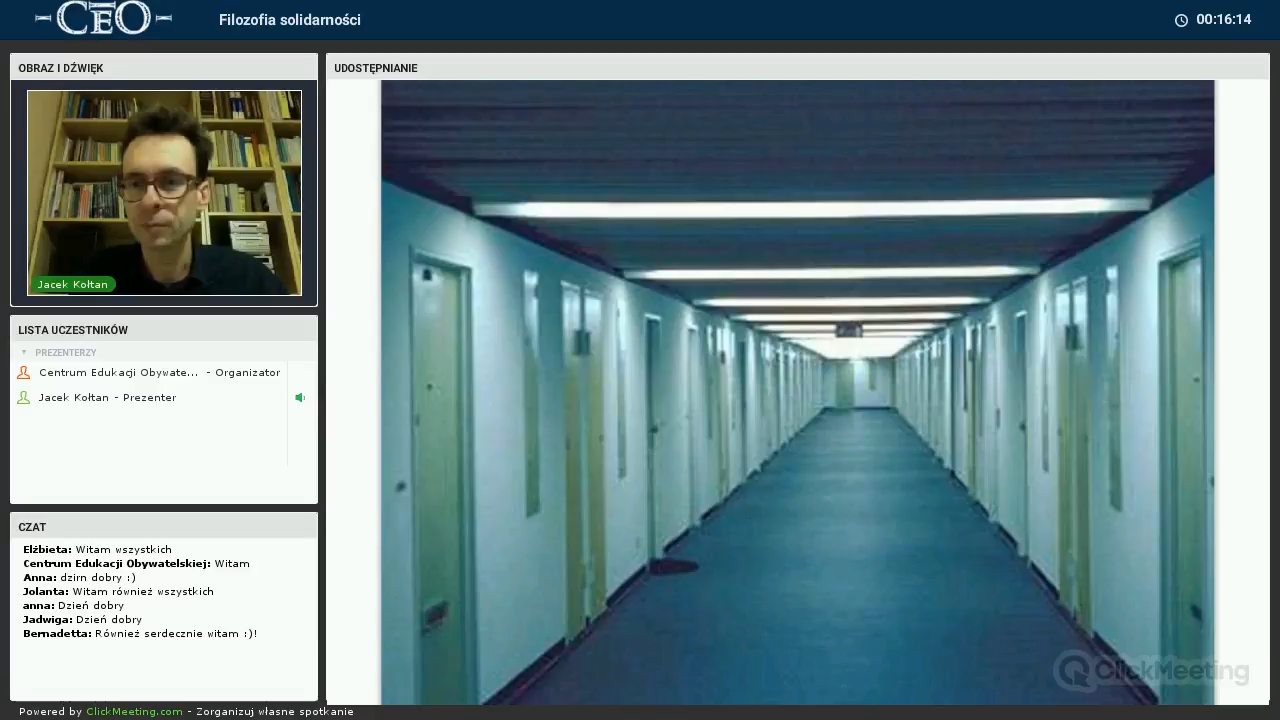 CEO
Filozofia solidarności
00:16:14
OBRAZ I DŹWIĘK
Jacek Kołtan
LISTA UCZESTNIKÓW
PREZENTERZY
Centrum Edukacji Obywate... - Organizator
Jacek Kołtan - Prezenter
CZAT
Elżbieta: Witam wszystkich
Centrum Edukacji Obywatelskiej: Witam
Anna: dzirn dobry :)
Jolanta: Witam również wszystkich
anna: Dzień dobry
Jadwiga: Dzień dobry
Bernadetta: Również serdecznie witam :)!
UDOSTĘPNIANIE
ClickMeeting
Powered by ClickMeeting.com - Zorganizuj własne spotkanie